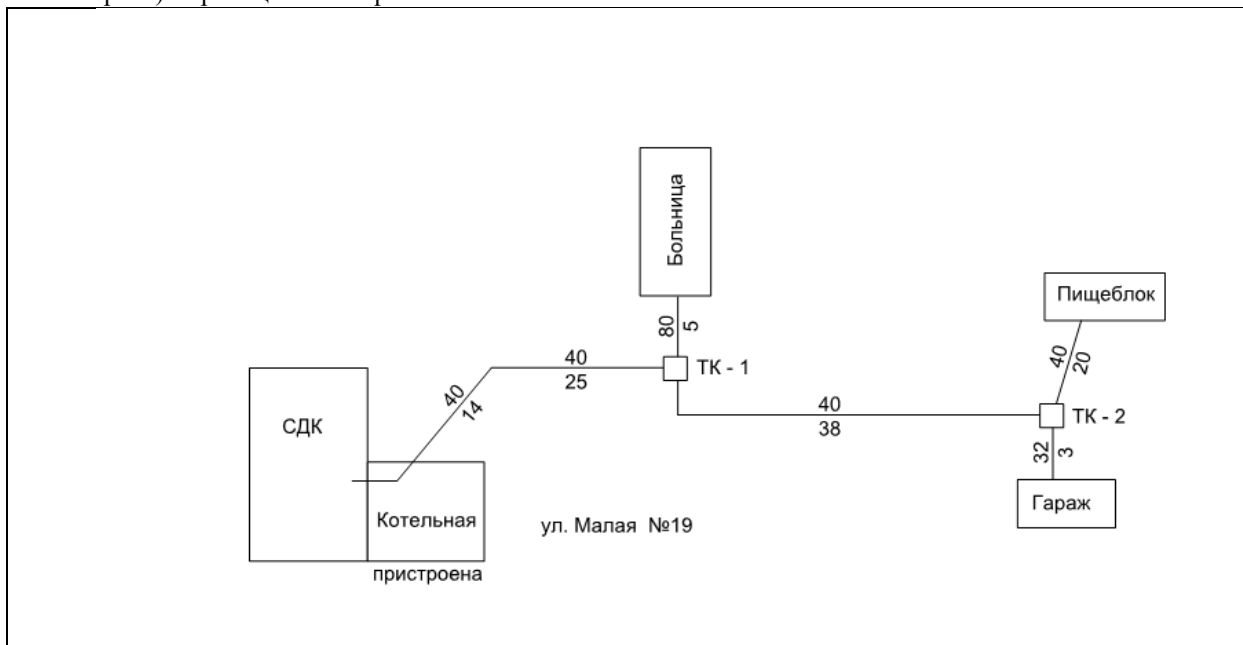 Больница
80
5
Пищеблок
40
20
40
25
ТК - 1
40
14
40
38
ТК - 2
СДК
32
3
Гараж
Котельная
ул. Малая №19
пристроена